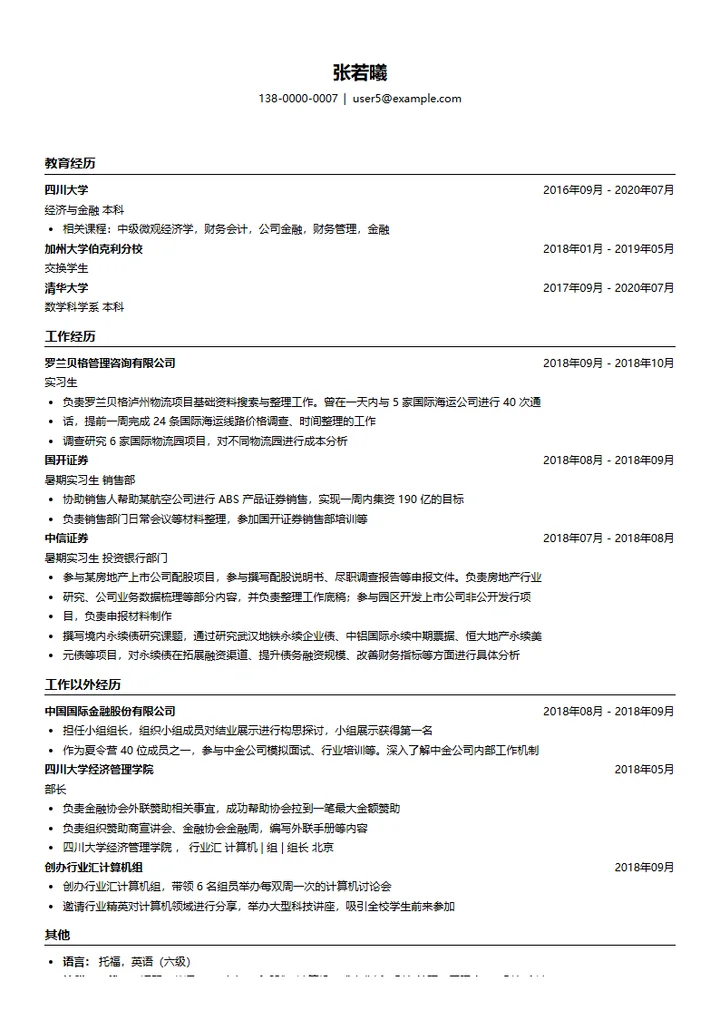 张若曦
138-0000-0007 | user5@example.com
教育经历
四川大学 2016年09月 - 2020年07月
经济与金融 本科
• 相关课程：中级微观经济学，财务会计，公司金融，财务管理，金融
加州大学伯克利分校 2018年01月 - 2019年05月
交换学生
清华大学 2017年09月 - 2020年07月
数学科学系 本科
工作经历
罗兰贝格管理咨询有限公司 2018年09月 - 2018年10月
实习生
• 负责罗兰贝格泸州物流项目基础资料搜索与整理工作。曾在一天内与 5 家国际海运公司进行 40 次通
• 话，提前一周完成 24 条国际海运线路价格调查、时间整理的工作
• 调查研究 6 家国际物流园项目，对不同物流园进行成本分析
国开证券 2018年08月 - 2018年09月
暑期实习生 销售部
• 协助销售人帮助某航空公司进行 ABS 产品证券销售，实现一周内集资 190 亿的目标
• 负责销售部门日常会议等材料整理，参加国开证券销售部培训等
中信证券 2018年07月 - 2018年08月
暑期实习生 投资银行部门
• 参与某房地产上市公司配股项目，参与撰写配股说明书、尽职调查报告等申报文件。负责房地产行业
• 研究、公司业务数据梳理等部分内容，并负责整理工作底稿；参与园区开发上市公司非公开发行项
• 目，负责申报材料制作
• 撰写境内永续债研究课题，通过研究武汉地铁永续企业债、中铝国际永续中期票据、恒大地产永续美
• 元债等项目，对永续债在拓展融资渠道、提升债务融资规模、改善财务指标等方面进行具体分析
工作以外经历
中国国际金融股份有限公司 2018年08月 - 2018年09月
• 担任小组组长，组织小组成员对结业展示进行构思探讨，小组展示获得第一名
• 作为夏令营 40 位成员之一，参与中金公司模拟面试、行业培训等。深入了解中金公司内部工作机制
四川大学经济管理学院 2018年05月
部长
• 负责金融协会外联赞助相关事宜，成功帮助协会拉到一笔最大金额赞助
• 负责组织赞助商宣讲会、金融协会金融周，编写外联手册等内容
• 四川大学经济管理学院 ， 行业汇 计算机 | 组 | 组长 北京
创办行业汇计算机组 2018年09月
• 创办行业汇计算机组，带领 6 名组员举办每双周一次的计算机讨论会
• 邀请行业精英对计算机领域进行分享，举办大型科技讲座，吸引全校学生前来参加
其他
• 语言： 托福，英语（六级）